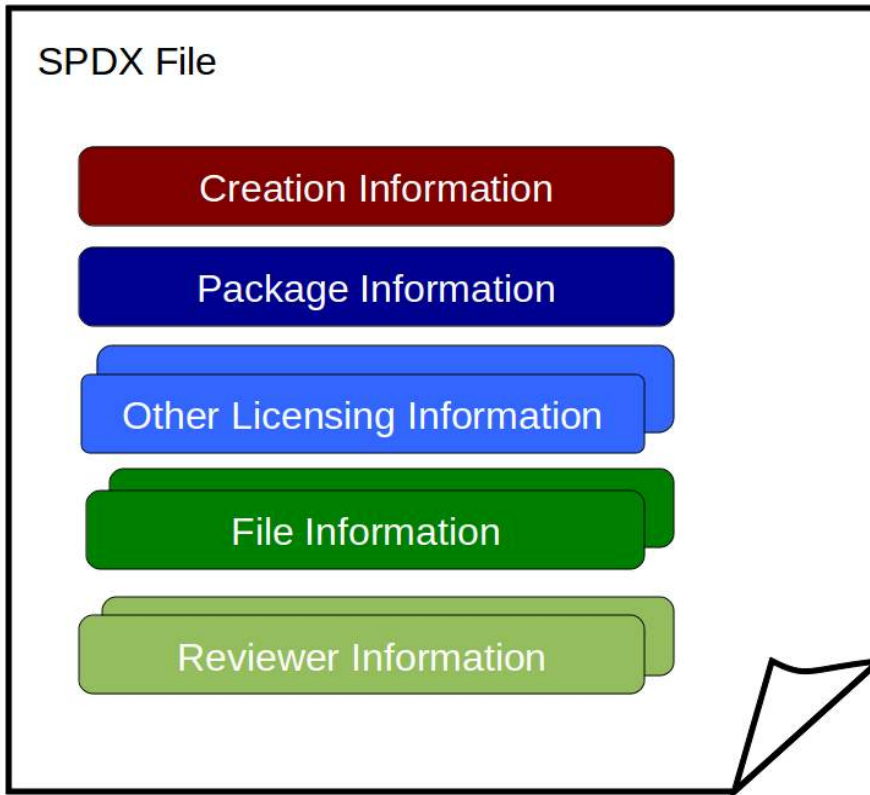 SPDX File
Creation Information
Package Information
Other Licensing Information
File Information
Reviewer Information